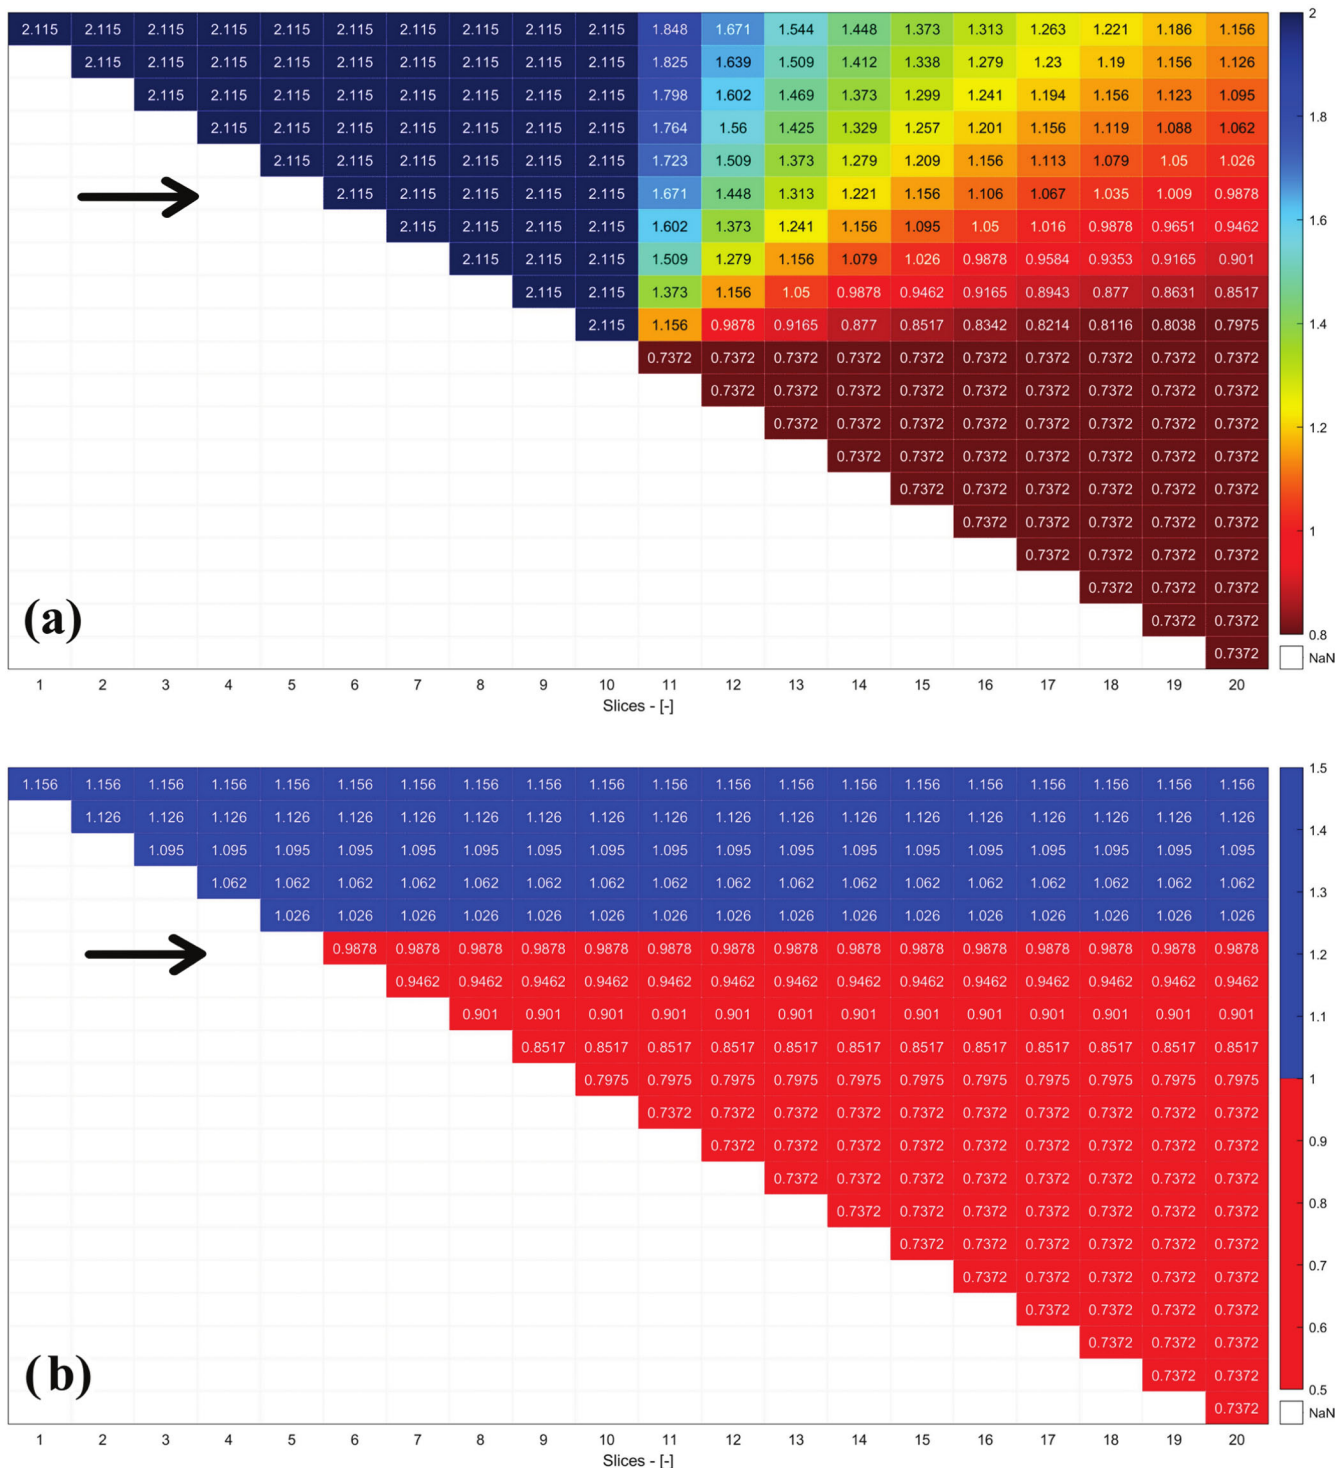 2.115 2.115 2.115 2.115 2.115 2.115 2.115 2.115 2.115 2.115 1.848 1.671 1.544 1.448 1.373 1.313 1.263 1.221 1.186 1.156 2
2.115 2.115 2.115 2.115 2.115 2.115 2.115 2.115 2.115 1.825 1.639 1.509 1.412 1.338 1.279 1.23 1.19 1.156 1.126
2.115 2.115 2.115 2.115 2.115 2.115 2.115 2.115 1.798 1.602 1.469 1.373 1.299 1.241 1.194 1.156 1.123 1.095
1.8
2.115 2.115 2.115 2.115 2.115 2.115 2.115 1.764 1.56 1.425 1.329 1.257 1.201 1.156 1.119 1.088 1.062
2.115 2.115 2.115 2.115 2.115 2.115 1.723 1.509 1.373 1.279 1.209 1.156 1.113 1.079 1.05 1.026
2.115 2.115 2.115 2.115 2.115 1.671 1.448 1.313 1.221 1.156 1.106 1.067 1.035 1.009 0.9878
2.115 2.115 2.115 2.115 1.602 1.373 1.241 1.156 1.095 1.05 1.016 0.9878 0.9651 0.9462 1.6
2.115 2.115 2.115 1.509 1.279 1.156 1.079 1.026 0.9878 0.9584 0.9353 0.9165 0.901
2.115 2.115 1.373 1.156 1.05 0.9878 0.9462 0.9165 0.8943 0.877 0.8631 0.8517
2.115 1.156 0.9878 0.9165 0.877 0.8517 0.8342 0.8214 0.8116 0.8038 0.7975 1.4
0.7372 0.7372 0.7372 0.7372 0.7372 0.7372 0.7372 0.7372 0.7372 0.7372
0.7372 0.7372 0.7372 0.7372 0.7372 0.7372 0.7372 0.7372 0.7372
0.7372 0.7372 0.7372 0.7372 0.7372 0.7372 0.7372 0.7372 1.2
0.7372 0.7372 0.7372 0.7372 0.7372 0.7372 0.7372
0.7372 0.7372 0.7372 0.7372 0.7372 0.7372
0.7372 0.7372 0.7372 0.7372 0.7372
1
0.7372 0.7372 0.7372 0.7372
0.7372 0.7372 0.7372
(a) 0.7372 0.7372
0.8
0.7372 NaN
1 2 3 4 5 6 7 8 9 10 11 12 13 14 15 16 17 18 19 20
Slices - [-]
1.156 1.156 1.156 1.156 1.156 1.156 1.156 1.156 1.156 1.156 1.156 1.156 1.156 1.156 1.156 1.156 1.156 1.156 1.156 1.156 1.5
1.126 1.126 1.126 1.126 1.126 1.126 1.126 1.126 1.126 1.126 1.126 1.126 1.126 1.126 1.126 1.126 1.126 1.126 1.126 1.4
1.095 1.095 1.095 1.095 1.095 1.095 1.095 1.095 1.095 1.095 1.095 1.095 1.095 1.095 1.095 1.095 1.095 1.095
1.062 1.062 1.062 1.062 1.062 1.062 1.062 1.062 1.062 1.062 1.062 1.062 1.062 1.062 1.062 1.062 1.062 1.3
1.026 1.026 1.026 1.026 1.026 1.026 1.026 1.026 1.026 1.026 1.026 1.026 1.026 1.026 1.026 1.026
0.9878 0.9878 0.9878 0.9878 0.9878 0.9878 0.9878 0.9878 0.9878 0.9878 0.9878 0.9878 0.9878 0.9878 0.9878 1.2
0.9462 0.9462 0.9462 0.9462 0.9462 0.9462 0.9462 0.9462 0.9462 0.9462 0.9462 0.9462 0.9462 0.9462
0.901 0.901 0.901 0.901 0.901 0.901 0.901 0.901 0.901 0.901 0.901 0.901 0.901 1.1
0.8517 0.8517 0.8517 0.8517 0.8517 0.8517 0.8517 0.8517 0.8517 0.8517 0.8517 0.8517
0.7975 0.7975 0.7975 0.7975 0.7975 0.7975 0.7975 0.7975 0.7975 0.7975 0.7975 1
0.7372 0.7372 0.7372 0.7372 0.7372 0.7372 0.7372 0.7372 0.7372 0.7372
0.7372 0.7372 0.7372 0.7372 0.7372 0.7372 0.7372 0.7372 0.7372 0.9
0.7372 0.7372 0.7372 0.7372 0.7372 0.7372 0.7372 0.7372
0.7372 0.7372 0.7372 0.7372 0.7372 0.7372 0.7372 0.8
0.7372 0.7372 0.7372 0.7372 0.7372 0.7372
0.7372 0.7372 0.7372 0.7372 0.7372 0.7
0.7372 0.7372 0.7372 0.7372
0.7372 0.7372 0.7372 0.6
(b) 0.7372 0.7372
0.5
0.7372 NaN
1 2 3 4 5 6 7 8 9 10 11 12 13 14 15 16 17 18 19 20
Slices - [-]